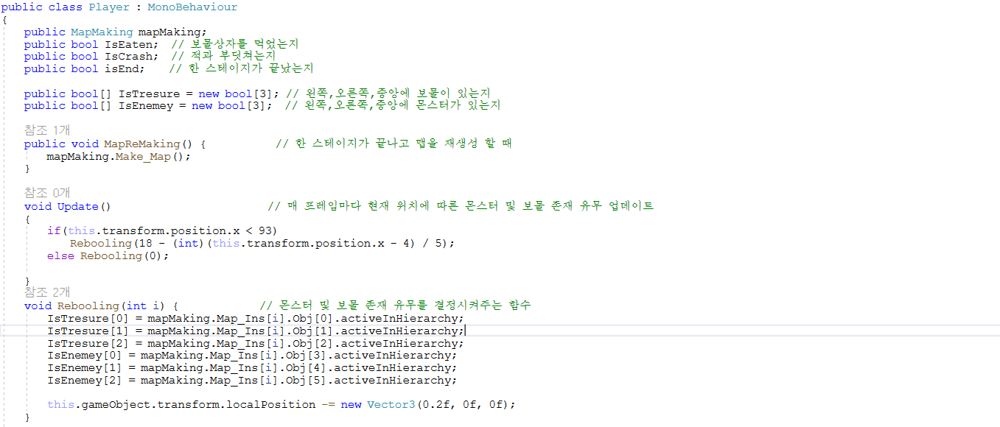 public class Player : MonoBehaviour
{
public MapMaking mapMaking;
public bool IsEaten; // 보물상자를 먹었는지
public bool IsCrash; // 적과 부딧쳐는지
public bool isEnd; // 한 스테이지가 끝났는지
public bool[] IsTresure = new bool[3]; // 왼쪽,오른쪽,중앙에 보물이 있는지
public bool[] IsEnemey = new bool[3]; // 왼쪽,오른쪽,중앙에 몬스터가 있는지
참조 1개
public void MapReMaking() { // 한 스테이지가 끝나고 맵을 재생성 할 때
mapMaking.Make_Map();
}
참조 0개
void Update() // 매 프레임마다 현재 위치에 따른 몬스터 및 보물 존재 유무 업데이트
{
if(this.transform.position.x < 93)
Rebooling(18 - (int)(this.transform.position.x - 4) / 5);
else Rebooling(0);
}
참조 2개
void Rebooling(int i) { // 몬스터 및 보물 존재 유무를 결정시켜주는 함수
IsTresure[0] = mapMaking.Map_Ins[i].Obj[0].activeInHierarchy;
IsTresure[1] = mapMaking.Map_Ins[i].Obj[1].activeInHierarchy;
IsTresure[2] = mapMaking.Map_Ins[i].Obj[2].activeInHierarchy;
IsEnemey[0] = mapMaking.Map_Ins[i].Obj[3].activeInHierarchy;
IsEnemey[1] = mapMaking.Map_Ins[i].Obj[4].activeInHierarchy;
IsEnemey[2] = mapMaking.Map_Ins[i].Obj[5].activeInHierarchy;
this.gameObject.transform.localPosition -= new Vector3(0.2f, 0f, 0f);
}